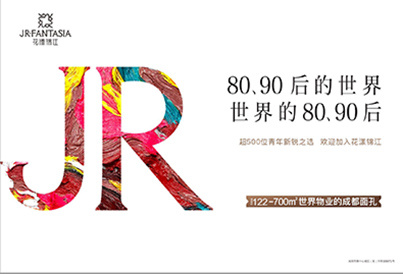 JR·FANTASIA
花漾锦江
JR
80、90后的世界
世界的80、90后
超500位青年新锐之选 欢迎加入花漾锦江
122-700㎡世界物业的成都面孔